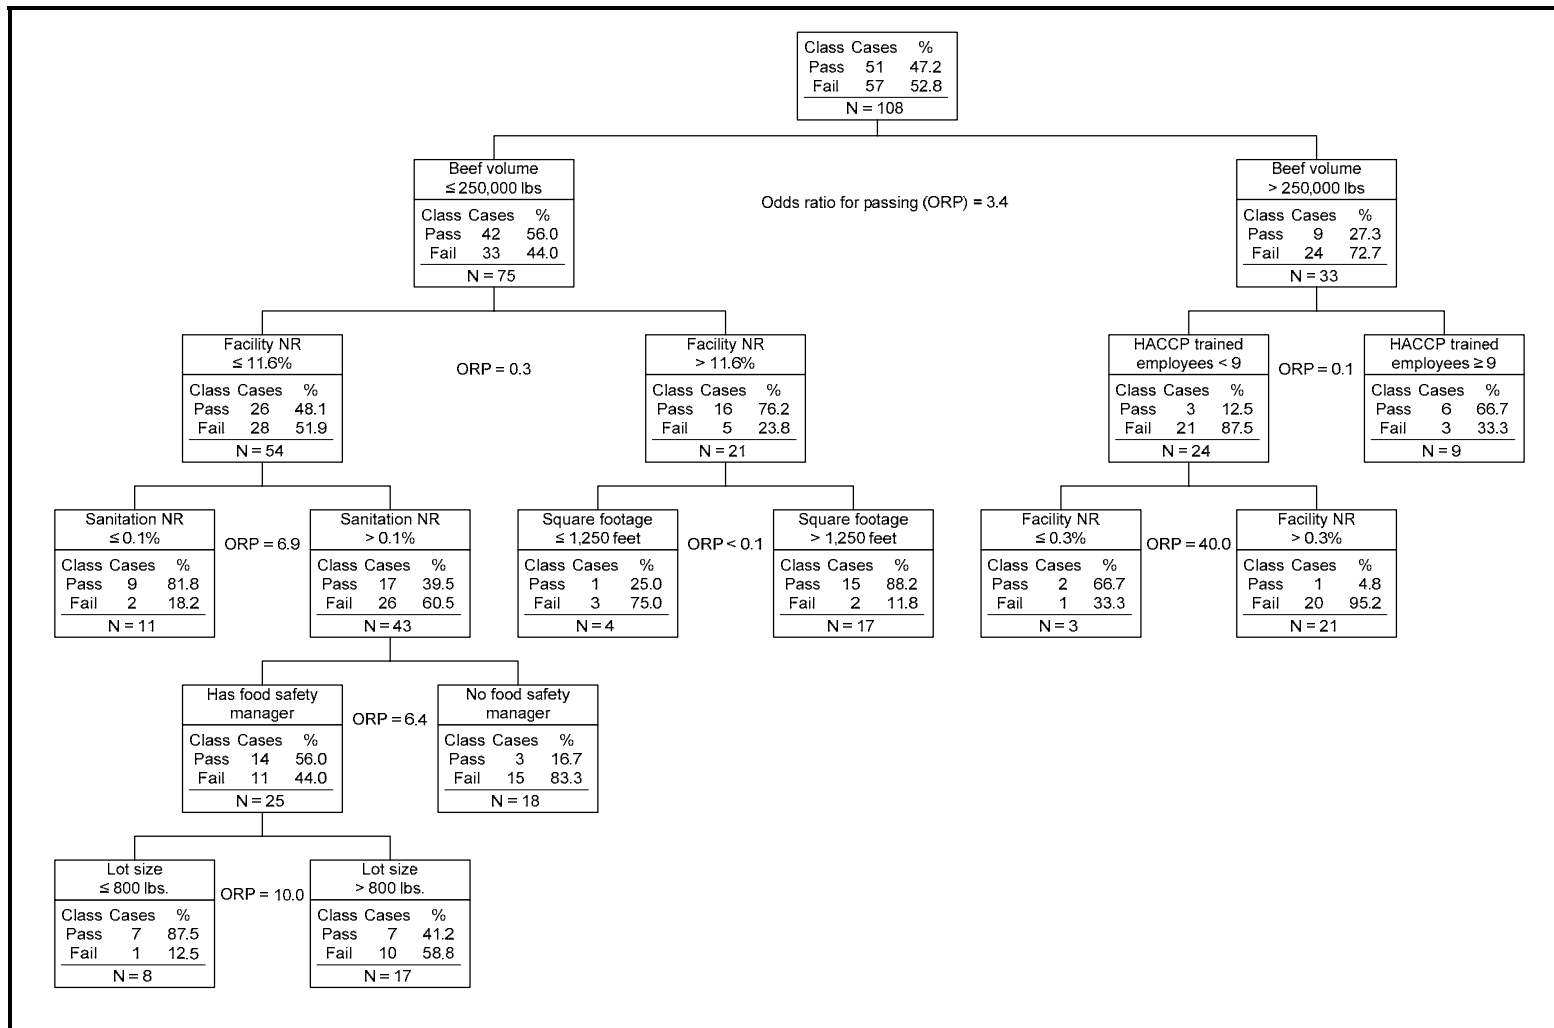 Class Cases %
Pass 51 47.2
Fail 57 52.8
N = 108
Beef volume
≤ 250,000 lbs
Class Cases %
Pass 42 56.0
Fail 33 44.0
N = 75
Odds ratio for passing (ORP) = 3.4
Beef volume
> 250,000 lbs
Class Cases %
Pass 9 27.3
Fail 24 72.7
N = 33
Facility NR
≤ 11.6%
Class Cases %
Pass 26 48.1
Fail 28 51.9
N = 54
ORP = 0.3
Facility NR
> 11.6%
Class Cases %
Pass 16 76.2
Fail 5 23.8
N = 21
HACCP trained
employees < 9
Class Cases %
Pass 3 12.5
Fail 21 87.5
N = 24
ORP = 0.1
HACCP trained
employees ≥ 9
Class Cases %
Pass 6 66.7
Fail 3 33.3
N = 9
Sanitation NR
≤ 0.1%
Class Cases %
Pass 9 81.8
Fail 2 18.2
N = 11
ORP = 6.9
Sanitation NR
> 0.1%
Class Cases %
Pass 17 39.5
Fail 26 60.5
N = 43
Square footage
≤ 1,250 feet
Class Cases %
Pass 1 25.0
Fail 3 75.0
N = 4
ORP < 0.1
Square footage
> 1,250 feet
Class Cases %
Pass 15 88.2
Fail 2 11.8
N = 17
Facility NR
≤ 0.3%
Class Cases %
Pass 2 66.7
Fail 1 33.3
N = 3
ORP = 40.0
Facility NR
> 0.3%
Class Cases %
Pass 1 4.8
Fail 20 95.2
N = 21
Has food safety
manager
Class Cases %
Pass 14 56.0
Fail 11 44.0
N = 25
ORP = 6.4
No food safety
manager
Class Cases %
Pass 3 16.7
Fail 15 83.3
N = 18
Lot size
≤ 800 lbs.
Class Cases %
Pass 7 87.5
Fail 1 12.5
N = 8
ORP = 10.0
Lot size
> 800 lbs.
Class Cases %
Pass 7 41.2
Fail 10 58.8
N = 17